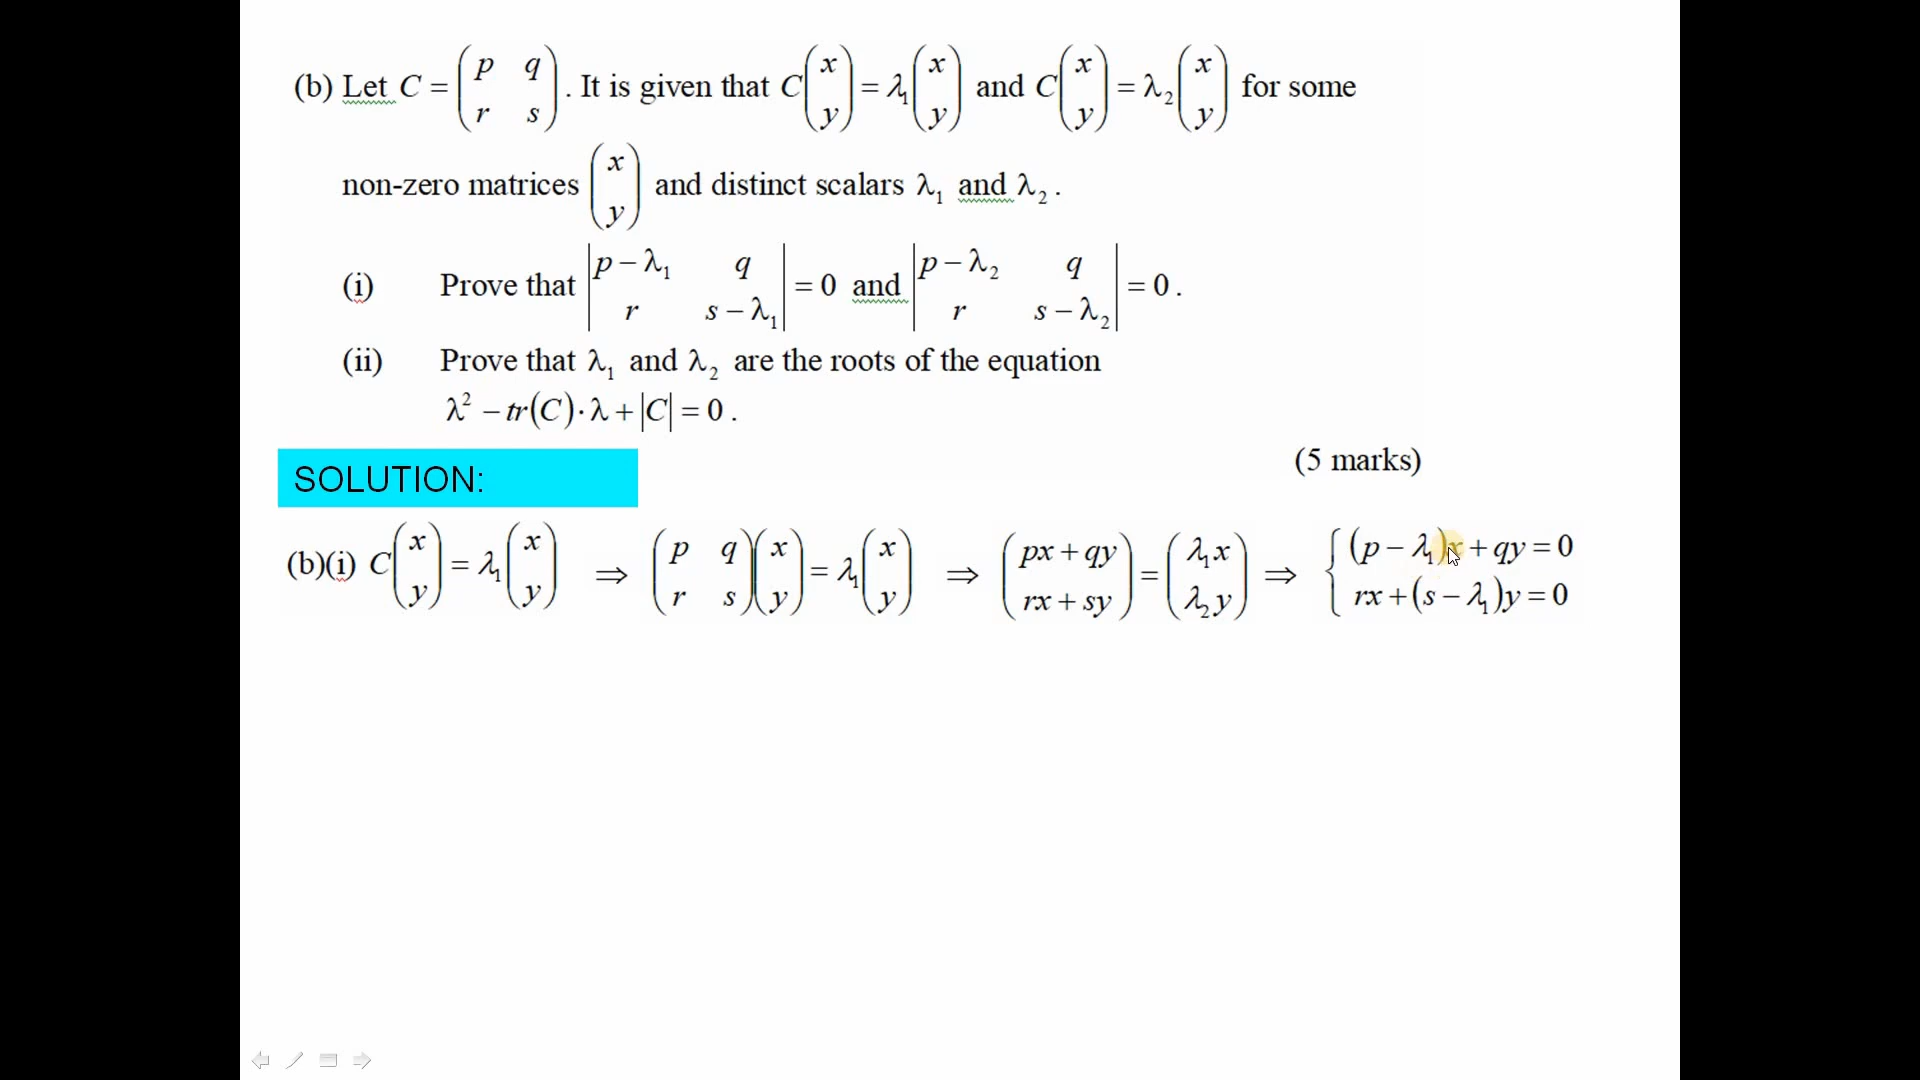 (b) Let C = (p q; r s). It is given that C(x; y) = λ₁(x; y) and C(x; y) = λ₂(x; y) for some
non-zero matrices (x; y) and distinct scalars λ₁ and λ₂.
(i) Prove that |p − λ₁ q; r s − λ₁| = 0 and |p − λ₂ q; r s − λ₂| = 0.
(ii) Prove that λ₁ and λ₂ are the roots of the equation
λ² − tr(C)·λ + |C| = 0.
(5 marks)
SOLUTION:
(b)(i) C(x; y) = λ₁(x; y) ⇒ (p q; r s)(x; y) = λ₁(x; y) ⇒ (px + qy; rx + sy) = (λ₁x; λ₂y) ⇒ { (p − λ₁)x + qy = 0; rx + (s − λ₁)y = 0